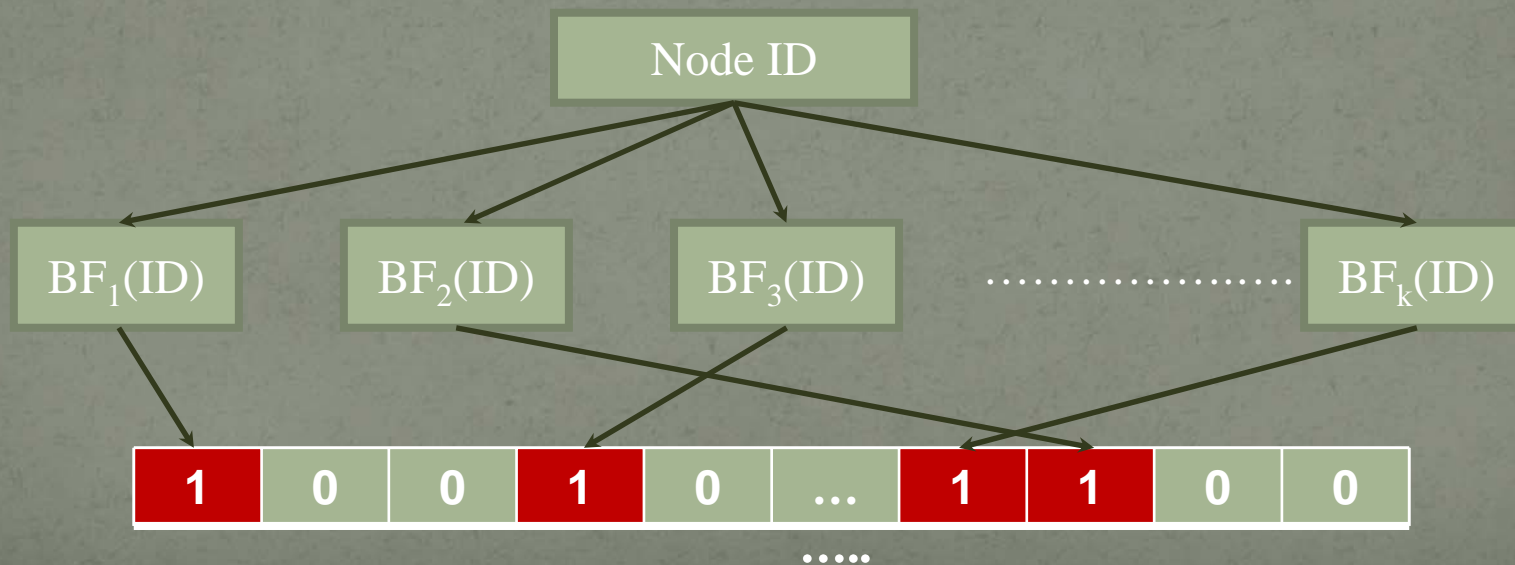 Node ID
BF₁(ID) BF₂(ID) BF₃(ID) .................... BFₖ(ID)
1 0 0 1 0 ... 1 1 0 0
.....